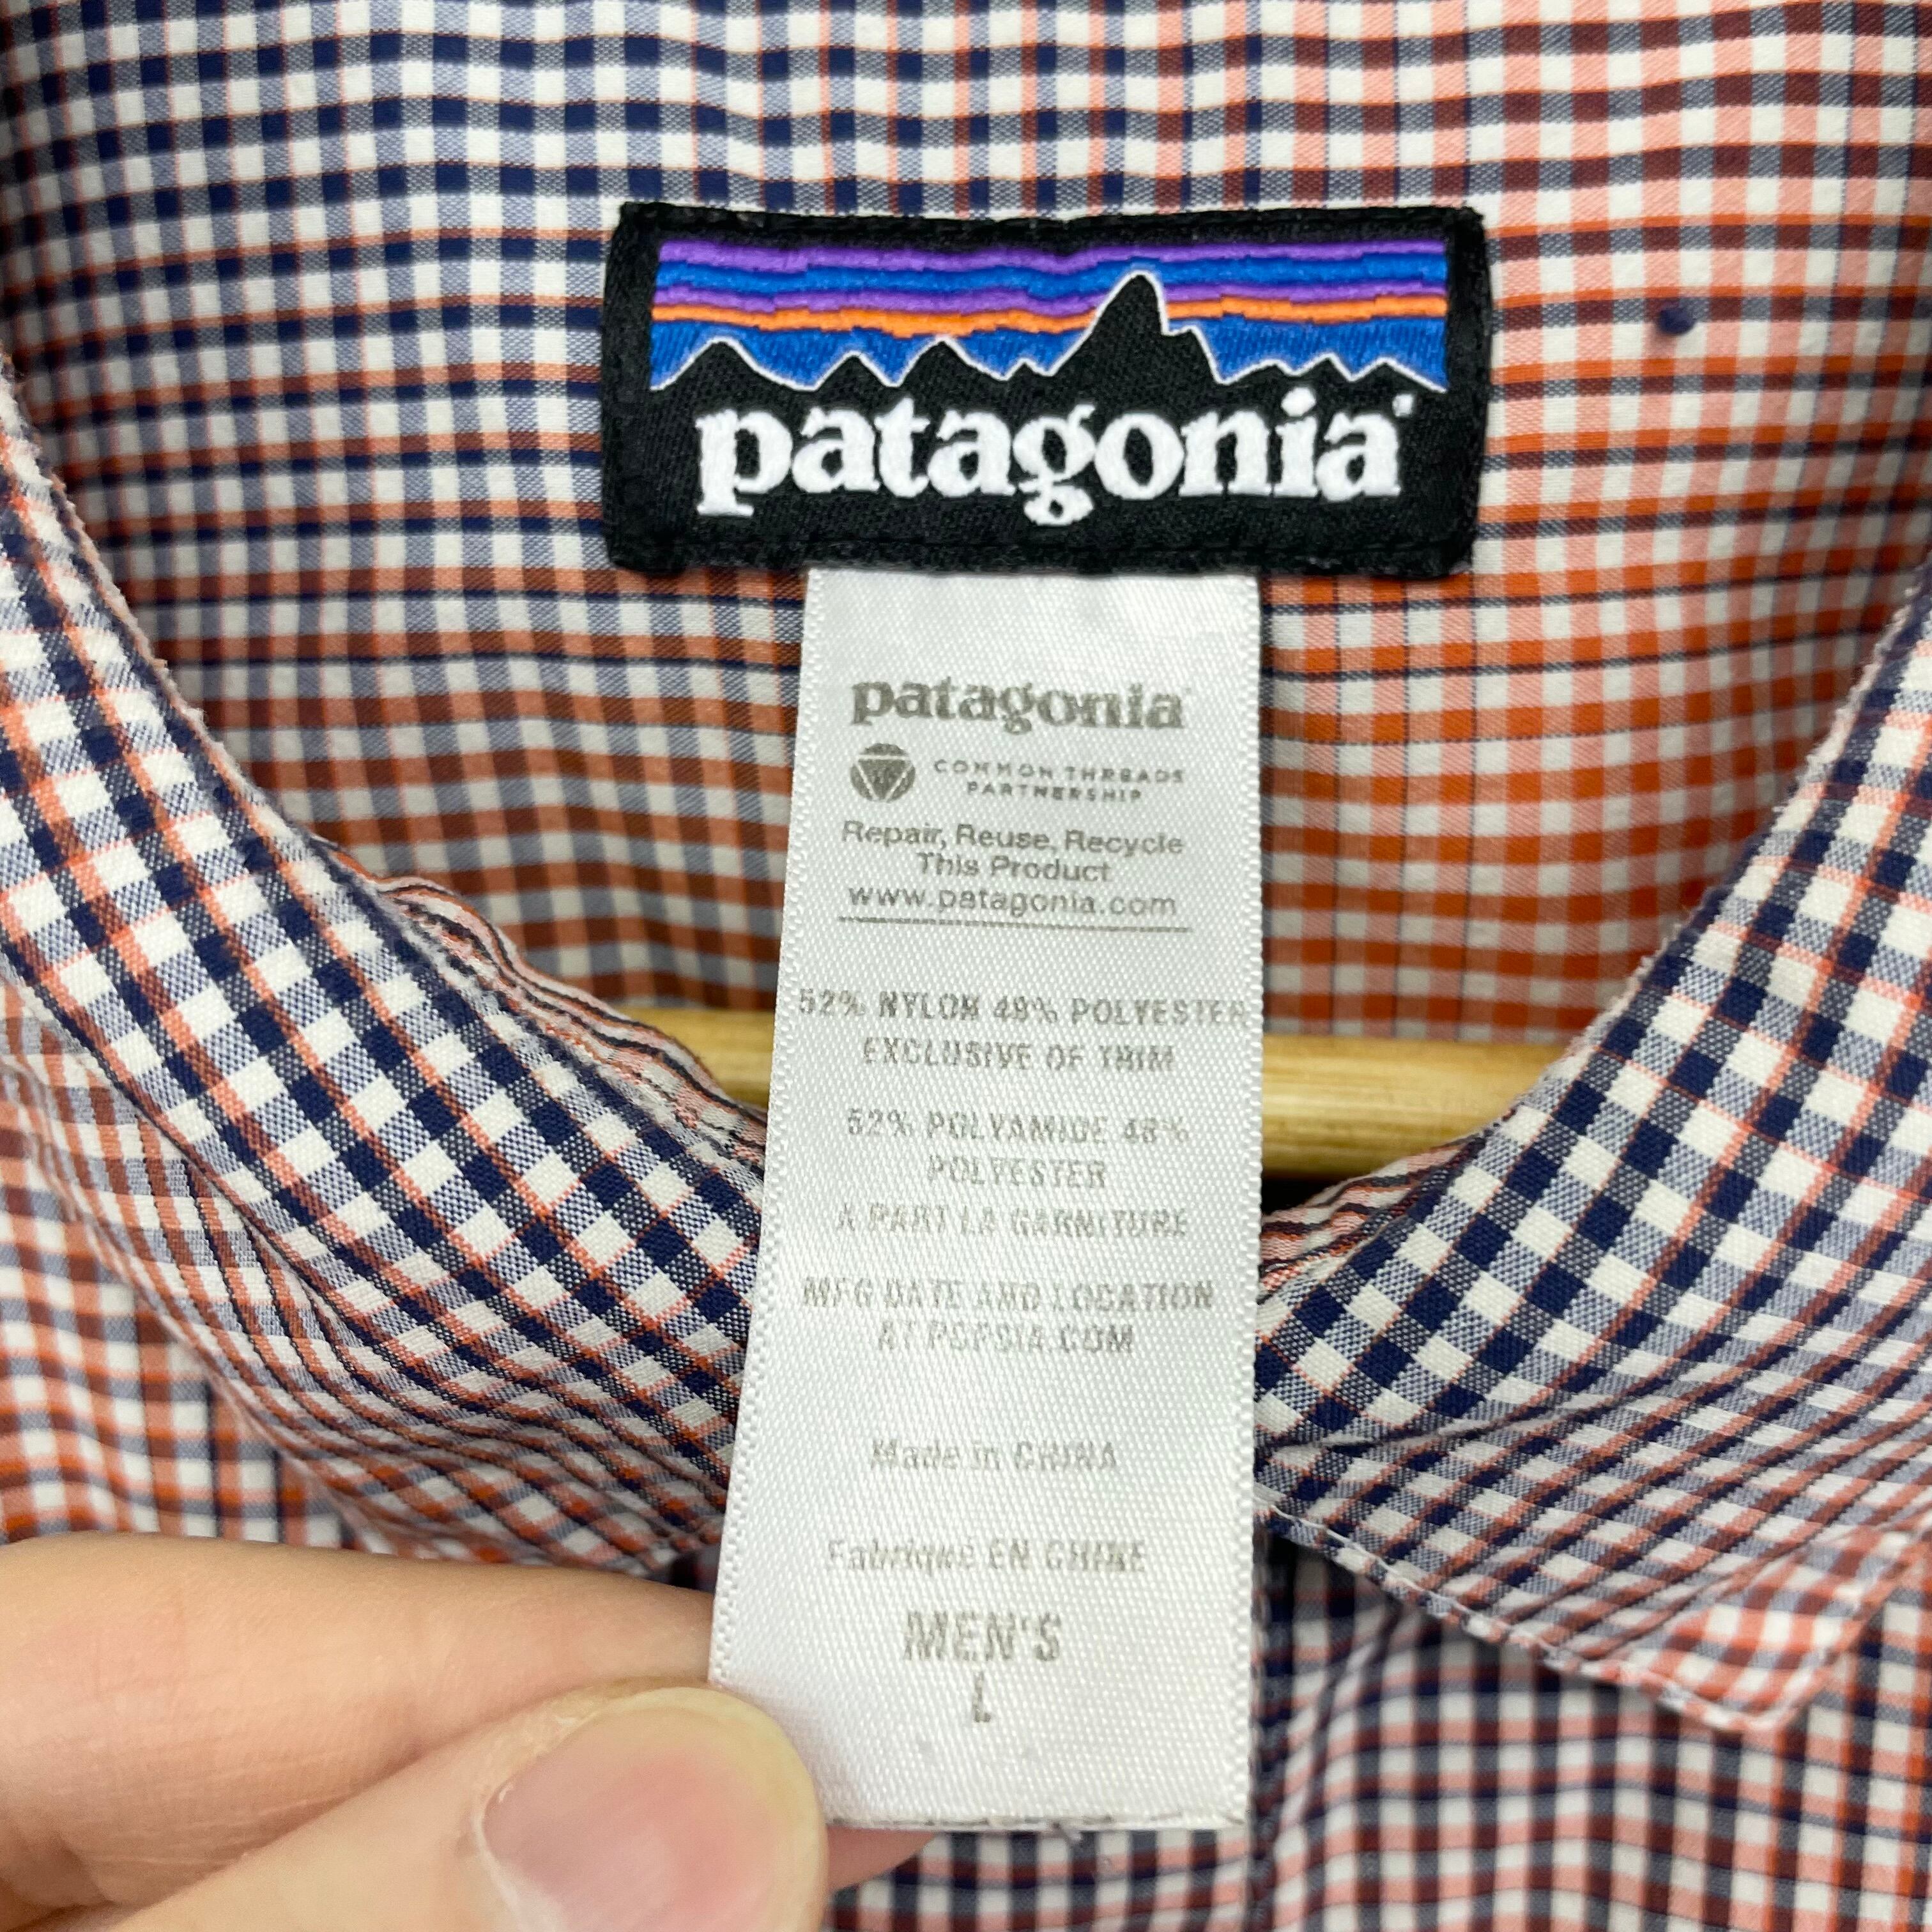 patagonia
patagonia
COMMON THREADS
PARTNERSHIP
Repair, Reuse, Recycle
This Product
www.patagonia.com
52% NYLON 48% POLYESTER
EXCLUSIVE OF TRIM
52% POLYAMIDE 48%
POLYESTER
A PART LA GARNITURE
MFG DATE AND LOCATION
AT PSPSIA.COM
Made in CHINA
Fabriqué EN CHINE
MEN'S
L